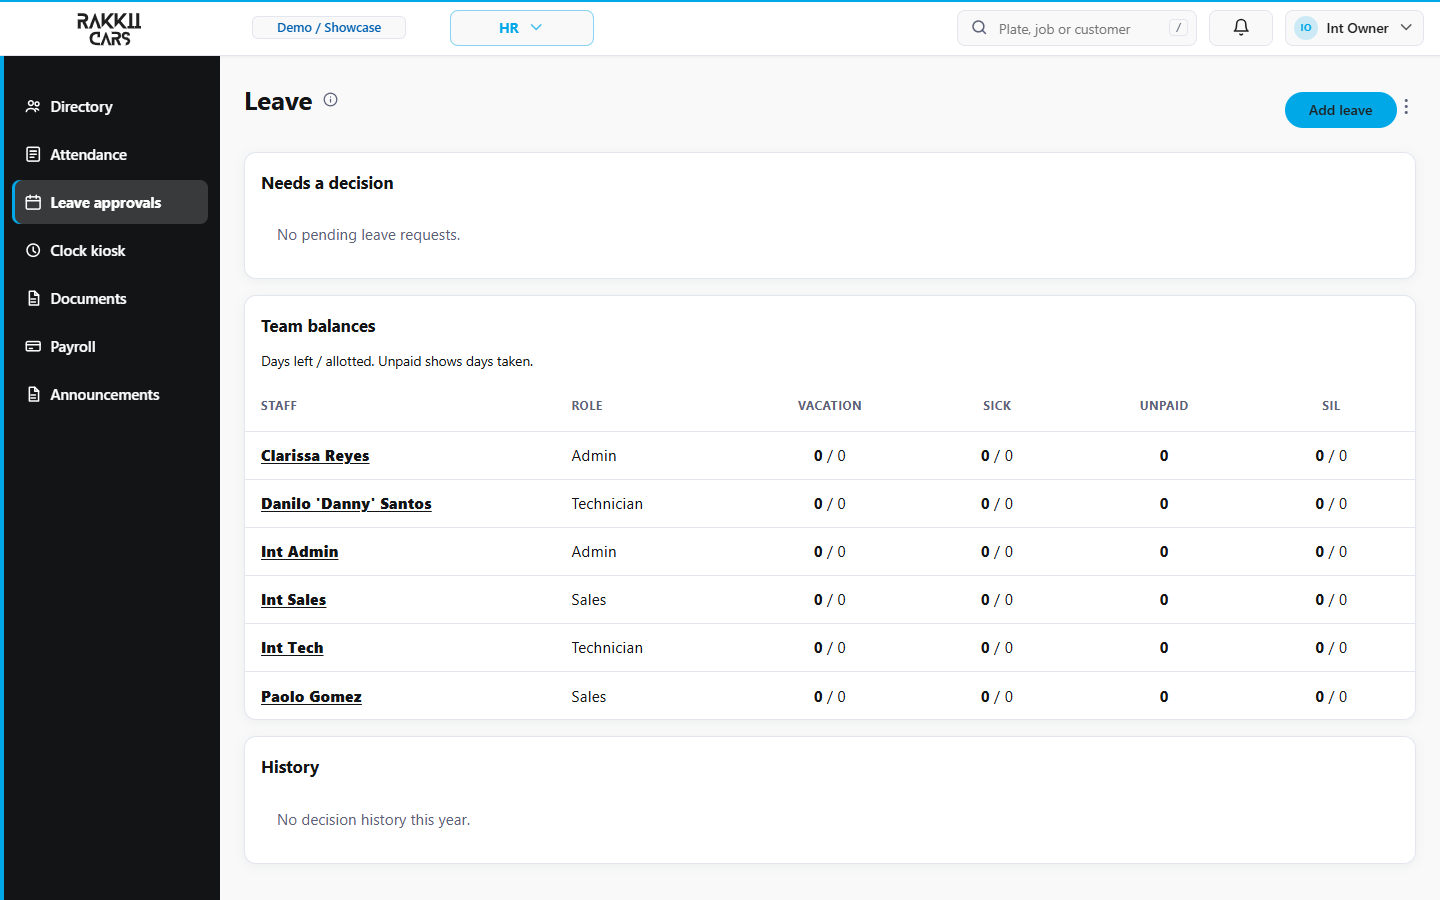 RAKKII
CARS
Demo / Showcase
HR
Plate, job or customer
/
IO
Int Owner
Directory
Attendance
Leave approvals
Clock kiosk
Documents
Payroll
Announcements
Leave
Add leave
Needs a decision
No pending leave requests.
Team balances
Days left / allotted. Unpaid shows days taken.
STAFF ROLE VACATION SICK UNPAID SIL
Clarissa Reyes Admin 0 / 0 0 / 0 0 0 / 0
Danilo 'Danny' Santos Technician 0 / 0 0 / 0 0 0 / 0
Int Admin Admin 0 / 0 0 / 0 0 0 / 0
Int Sales Sales 0 / 0 0 / 0 0 0 / 0
Int Tech Technician 0 / 0 0 / 0 0 0 / 0
Paolo Gomez Sales 0 / 0 0 / 0 0 0 / 0
History
No decision history this year.